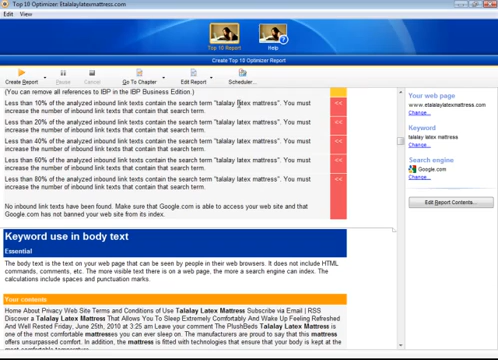 Top 10 Optimizer: Etalalaylatexmattress.com
Edit View
Top 10 Report Help
Create Top 10 Optimizer Report
Create Report Pause Cancel Go To Chapter Edit Report Scheduler...
(You can remove all references to IBP in the IBP Business Edition.)
Less than 10% of the analyzed inbound link texts contain the search term "talalay latex mattress". You must
increase the number of inbound link texts that contain that search term.
<<
Less than 20% of the analyzed inbound link texts contain the search term "talalay latex mattress". You must
increase the number of inbound link texts that contain that search term.
<<
Less than 40% of the analyzed inbound link texts contain the search term "talalay latex mattress". You must
increase the number of inbound link texts that contain that search term.
<<
Less than 60% of the analyzed inbound link texts contain the search term "talalay latex mattress". You must
increase the number of inbound link texts that contain that search term.
<<
Less than 80% of the analyzed inbound link texts contain the search term "talalay latex mattress". You must
increase the number of inbound link texts that contain that search term.
<<
No inbound link texts have been found. Make sure that Google.com is able to access your web site and that
Google.com has not banned your web site from its index.
Keyword use in body text
Essential
The body text is the text on your web page that can be seen by people in their web browsers. It does not include HTML
commands, comments, etc. The more visible text there is on a web page, the more a search engine can index. The
calculations include spaces and punctuation marks.
Your contents
Home About Privacy Web Site Terms and Conditions of Use Talalay Latex Mattress Subscribe via Email | RSS
Discover a Talalay Latex Mattress That Allows You To Sleep Extremely Comfortably And Wake Up Feeling Refreshed
And Well Rested Friday, June 25th, 2010 at 3:25 am Leave your comment The PlushBeds Talalay Latex Mattress is
one of the most comfortable mattresses you can ever sleep on. The manufacturers are proud to say that this mattress
offers unsurpassed comfort. In addition, the mattress is fitted with technologies that ensure that your body is kept at the
Your web page
www.etalalaylatexmattress.com
Change...
Keyword
talalay latex mattress
Change...
Search engine
Google.com
Change...
Edit Report Contents...